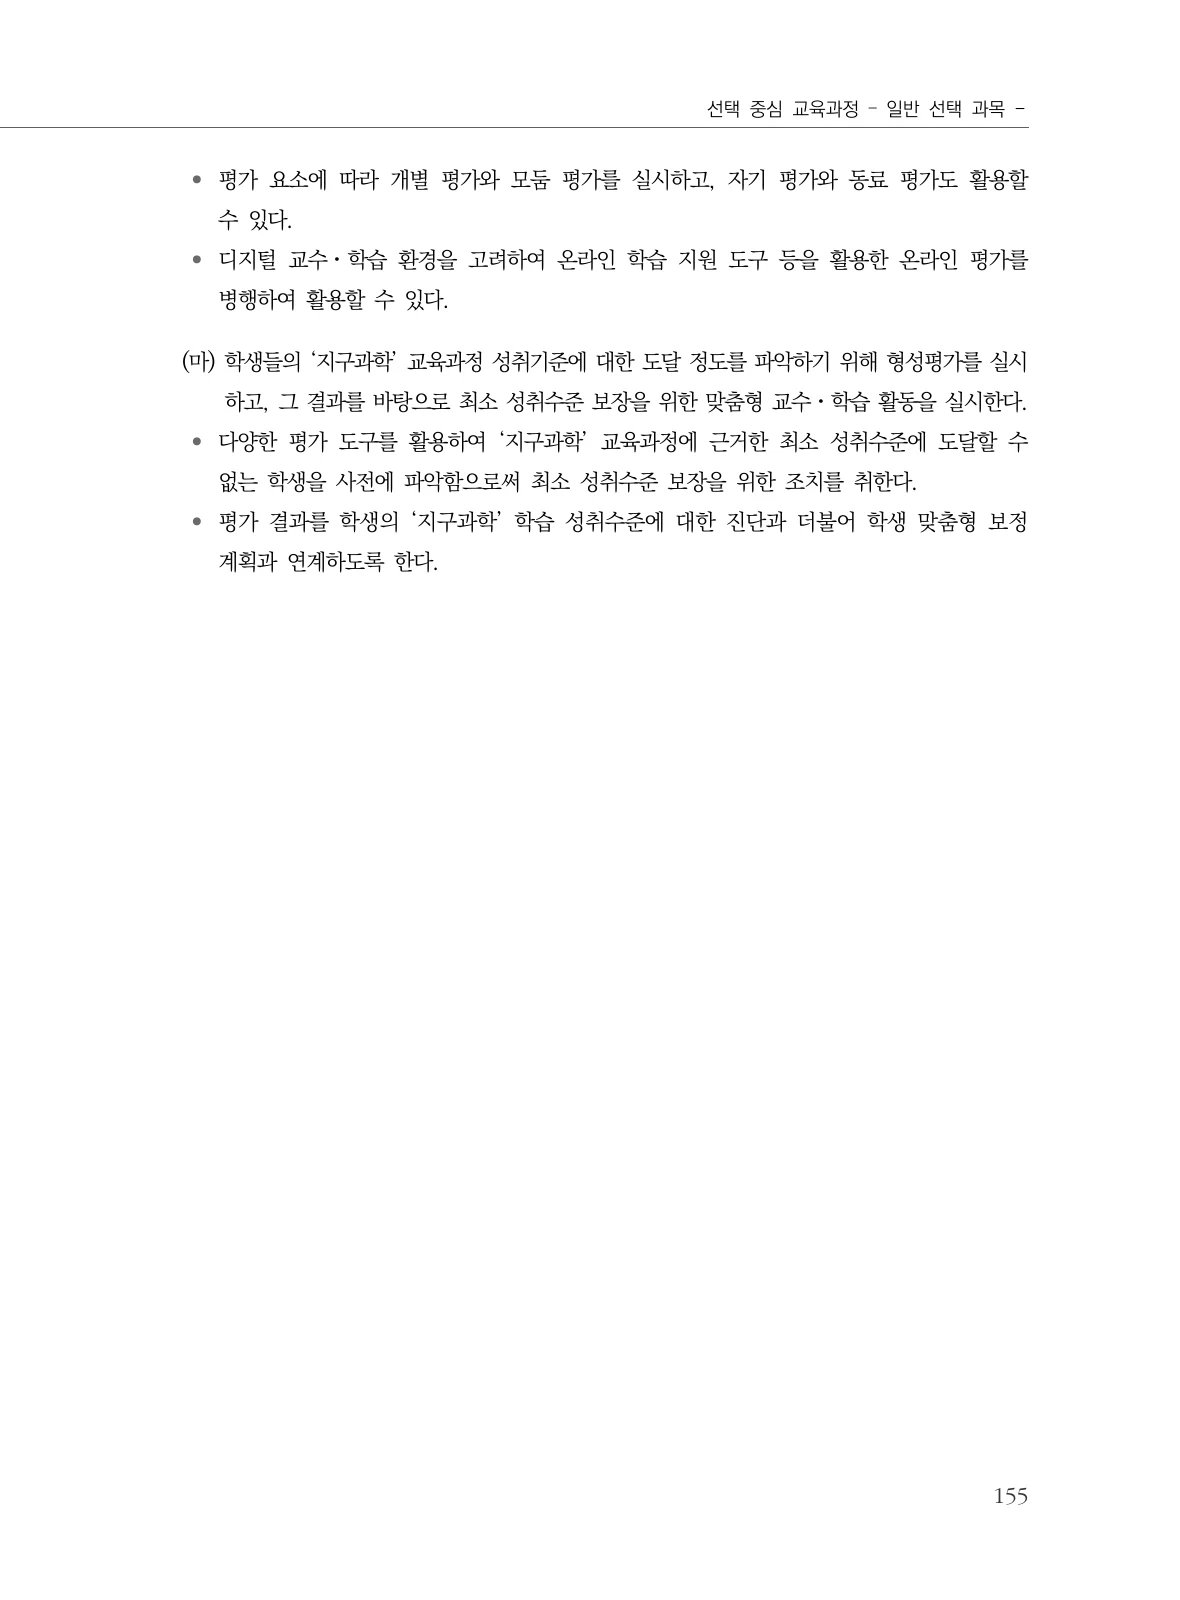 선택 중심 교육과정 - 일반 선택 과목 -
• 평가 요소에 따라 개별 평가와 모둠 평가를 실시하고, 자기 평가와 동료 평가도 활용할
수 있다.
• 디지털 교수·학습 환경을 고려하여 온라인 학습 지원 도구 등을 활용한 온라인 평가를
병행하여 활용할 수 있다.
(마) 학생들의 ‘지구과학’ 교육과정 성취기준에 대한 도달 정도를 파악하기 위해 형성평가를 실시
하고, 그 결과를 바탕으로 최소 성취수준 보장을 위한 맞춤형 교수·학습 활동을 실시한다.
• 다양한 평가 도구를 활용하여 ‘지구과학’ 교육과정에 근거한 최소 성취수준에 도달할 수
없는 학생을 사전에 파악함으로써 최소 성취수준 보장을 위한 조치를 취한다.
• 평가 결과를 학생의 ‘지구과학’ 학습 성취수준에 대한 진단과 더불어 학생 맞춤형 보정
계획과 연계하도록 한다.
155